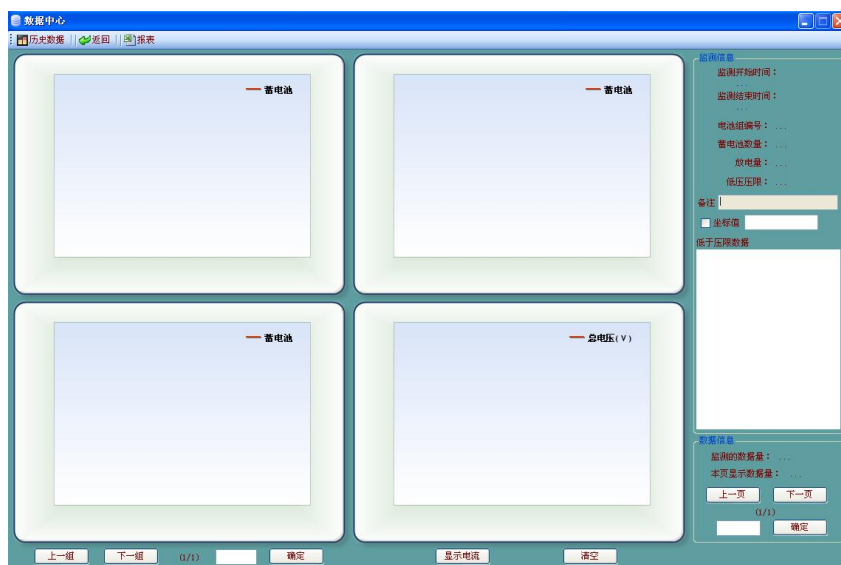 数据中心
历史数据 返回 报表
蓄电池
蓄电池
蓄电池
总电压(V)
监测信息
监测开始时间：
...
监测结束时间：
...
电池组编号： ...
蓄电池数量： ...
放电量： ...
低压压限： ...
备注
坐标值
低于压限数据
数据信息
监测的数据量： ...
本页显示数据量： ...
上一页 下一页
(1/1)
确定
上一组 下一组 (1/1) 确定 显示电流 清空